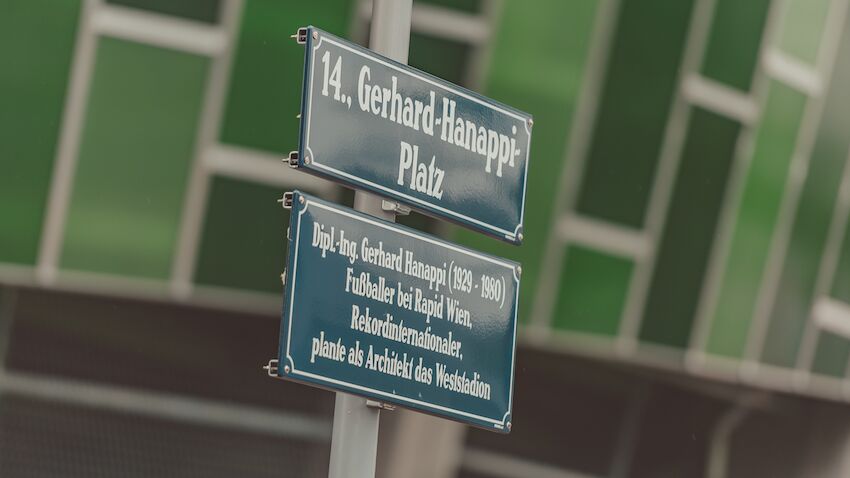 14., Gerhard-Hanappi-
Platz
Dipl.-Ing. Gerhard Hanappi (1929 - 1980)
Fußballer bei Rapid Wien,
Rekordinternationaler,
plante als Architekt das Weststadion